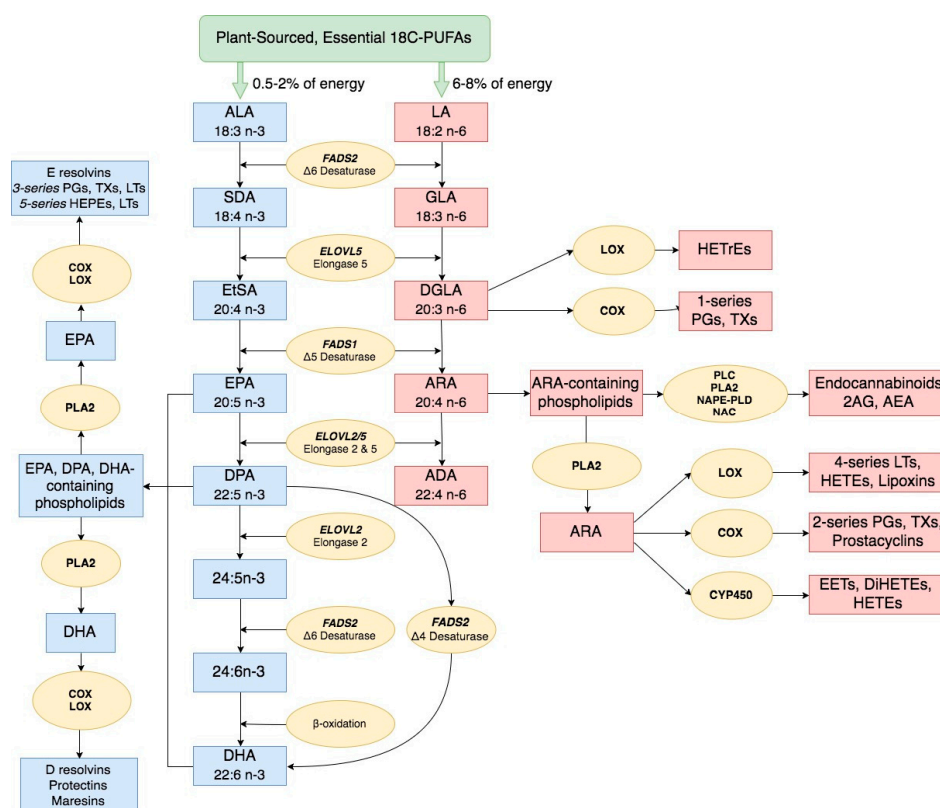 Plant-Sourced, Essential 18C-PUFAs
0.5-2% of energy
6-8% of energy
ALA
18:3 n-3
LA
18:2 n-6
FADS2
Δ6 Desaturase
SDA
18:4 n-3
GLA
18:3 n-6
ELOVL5
Elongase 5
EtSA
20:4 n-3
DGLA
20:3 n-6
LOX
HETrEs
COX
1-series
PGs, TXs
FADS1
Δ5 Desaturase
EPA
20:5 n-3
ARA
20:4 n-6
ARA-containing
phospholipids
PLC
PLA2
NAPE-PLD
NAC
Endocannabinoids
2AG, AEA
ELOVL2/5
Elongase 2 & 5
DPA
22:5 n-3
ADA
22:4 n-6
PLA2
ARA
LOX
4-series LTs,
HETEs, Lipoxins
COX
2-series PGs, TXs,
Prostacyclins
CYP450
EETs, DiHETEs,
HETEs
ELOVL2
Elongase 2
24:5n-3
FADS2
Δ6 Desaturase
FADS2
Δ4 Desaturase
24:6n-3
β-oxidation
DHA
22:6 n-3
E resolvins
3-series PGs, TXs, LTs
5-series HEPEs, LTs
COX
LOX
EPA
PLA2
EPA, DPA, DHA-
containing
phospholipids
PLA2
DHA
COX
LOX
D resolvins
Protectins
Maresins